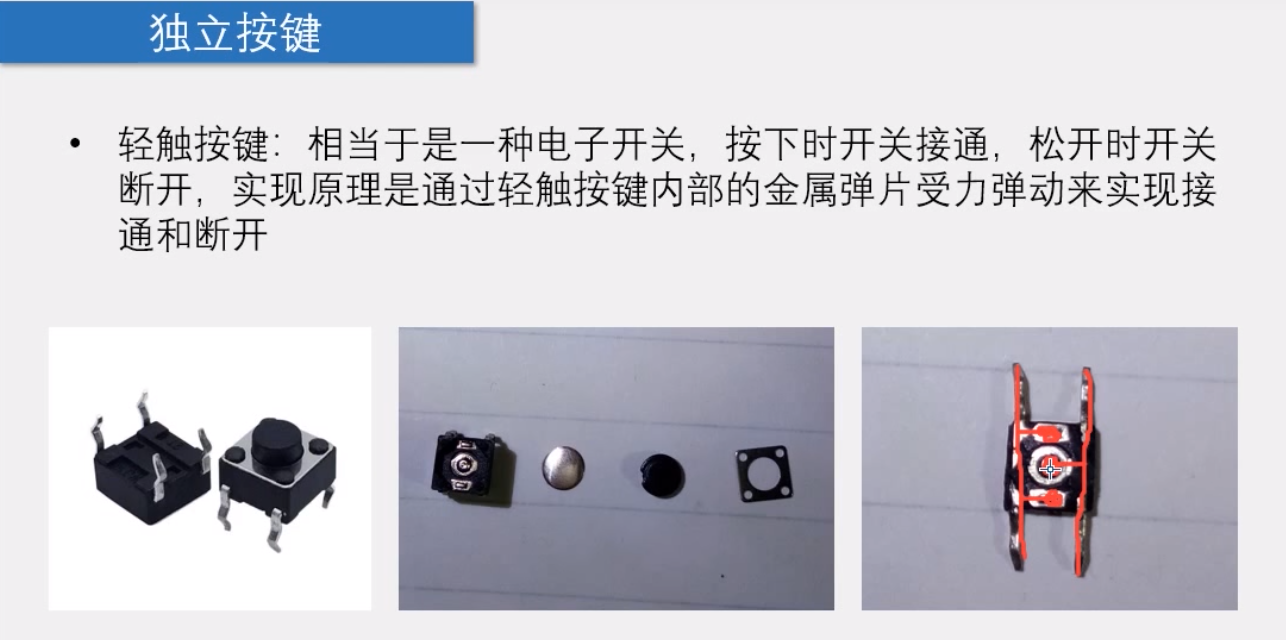 独立按键
• 轻触按键：相当于是一种电子开关，按下时开关接通，松开时开关
断开，实现原理是通过轻触按键内部的金属弹片受力弹动来实现接
通和断开